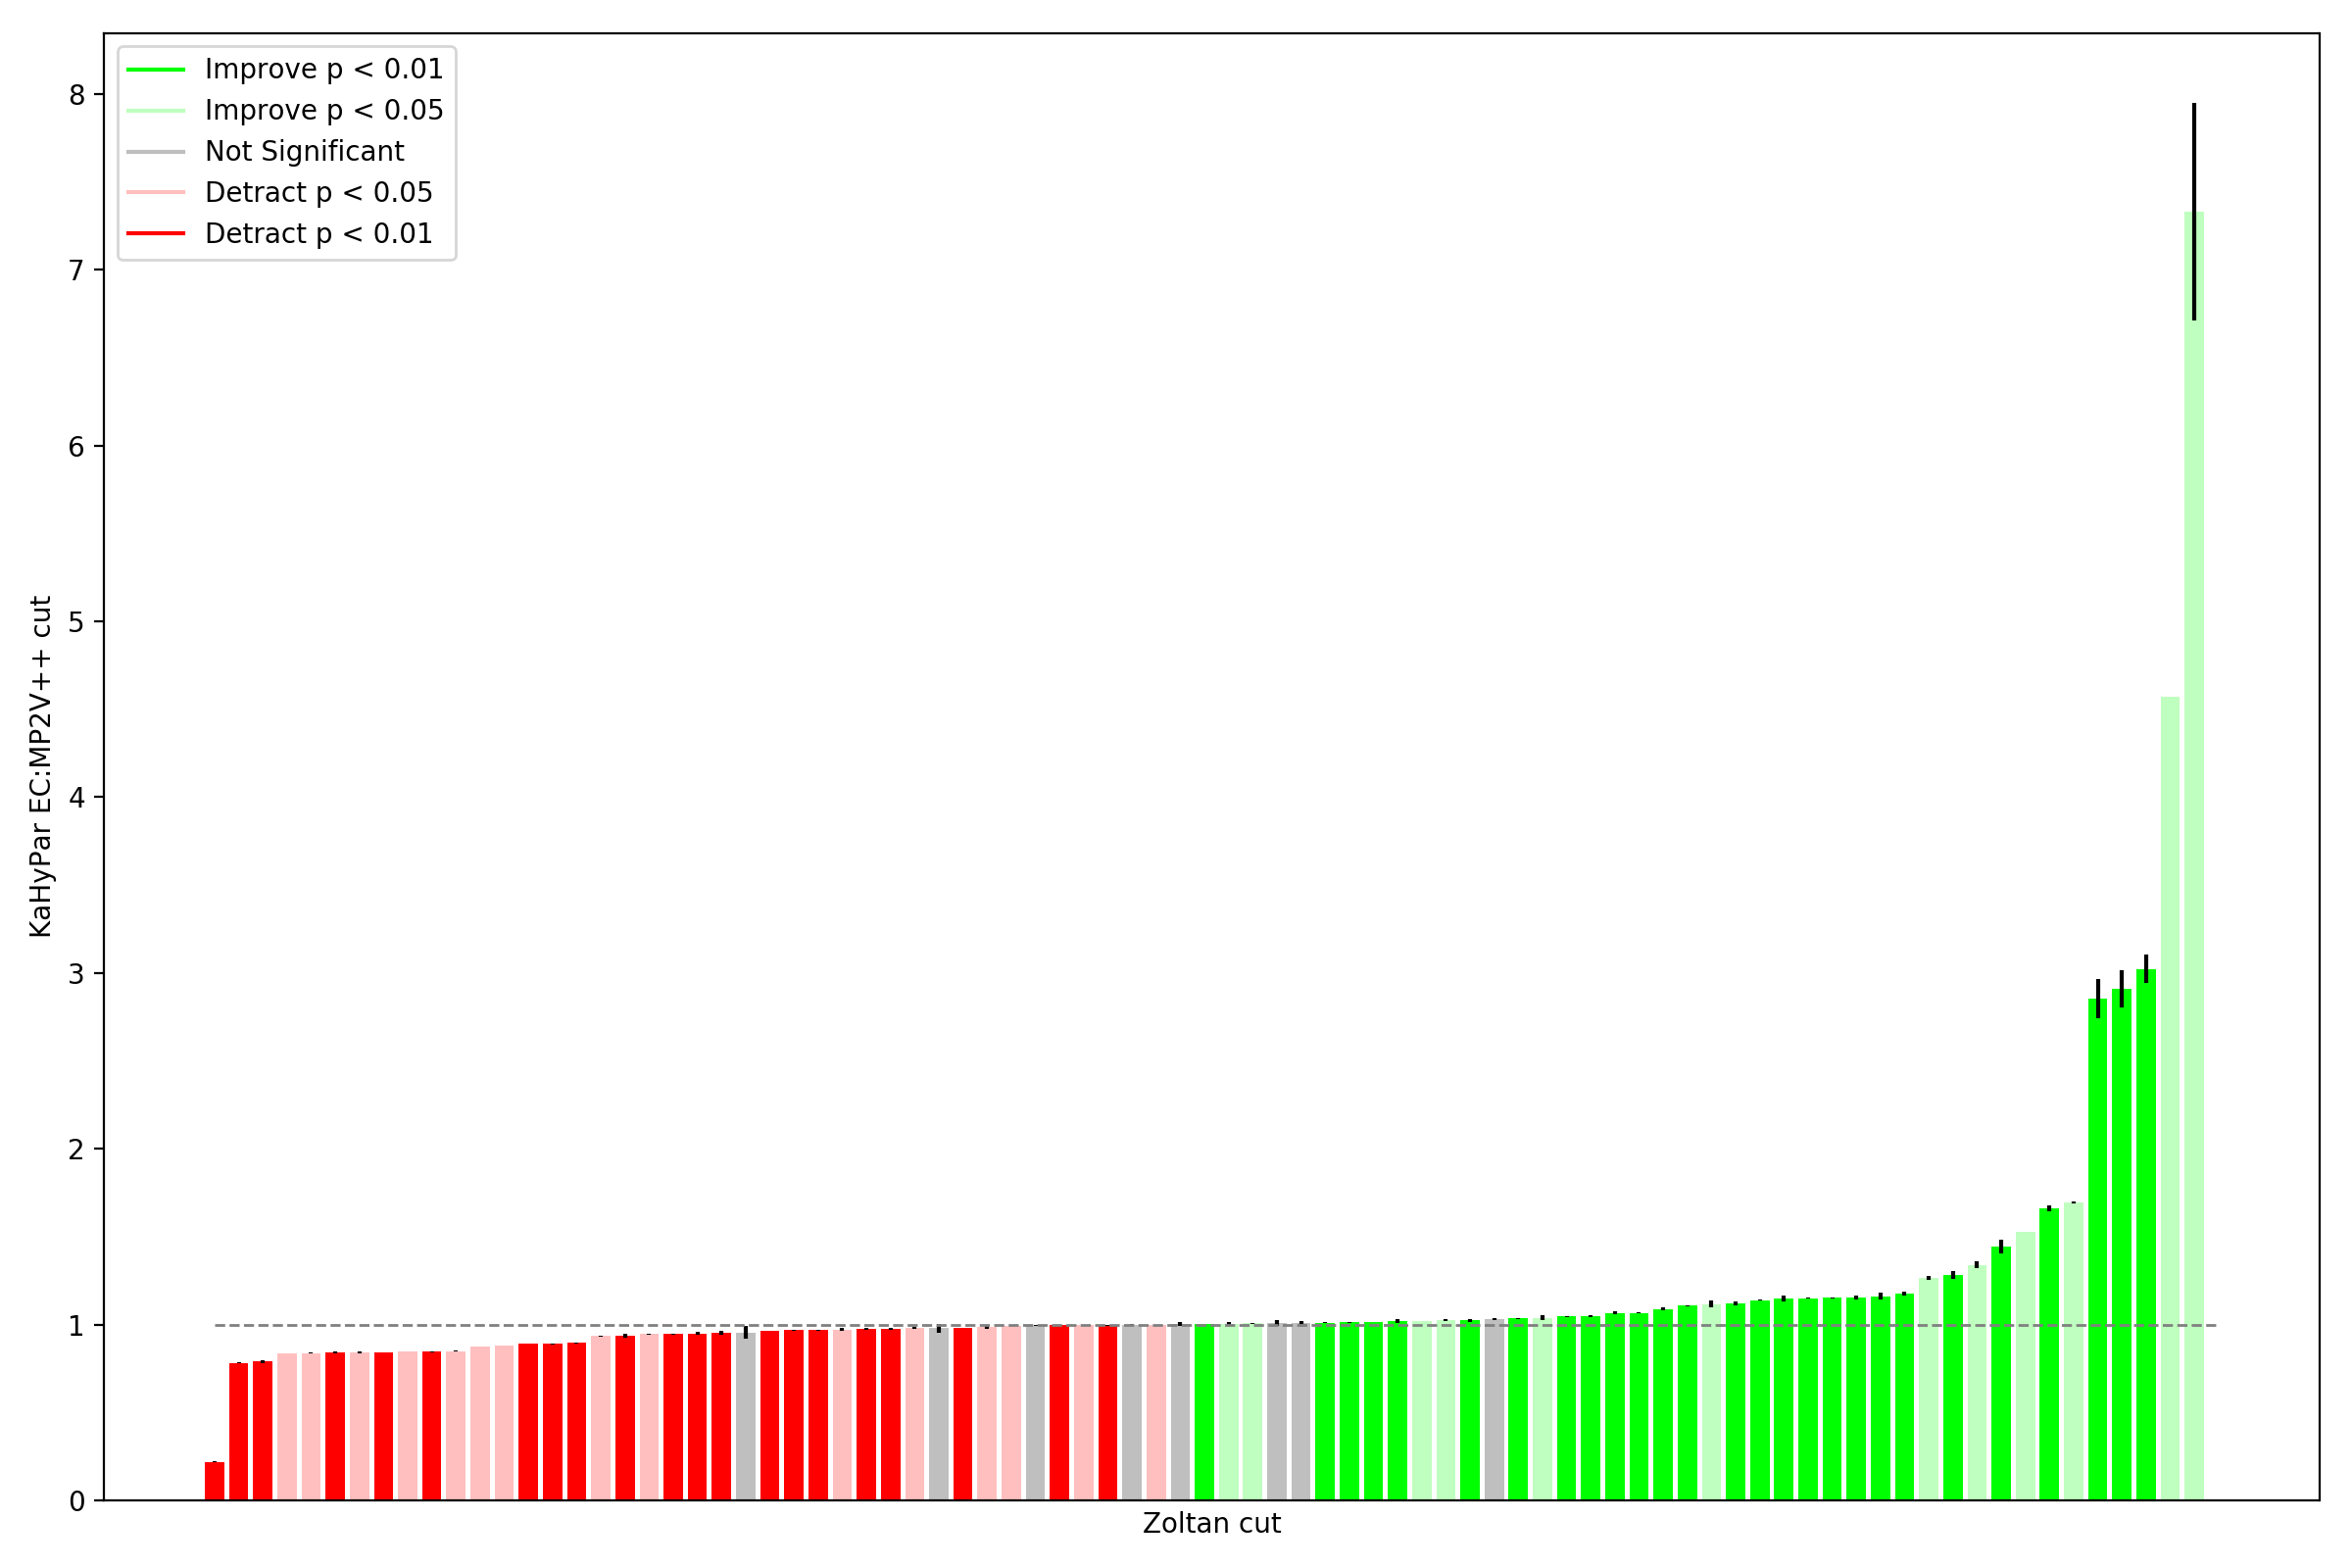 Improve p < 0.01
Improve p < 0.05
Not Significant
Detract p < 0.05
Detract p < 0.01
8
7
6
5
4
3
2
1
0
KaHyPar EC:MP2V++ cut
Zoltan cut